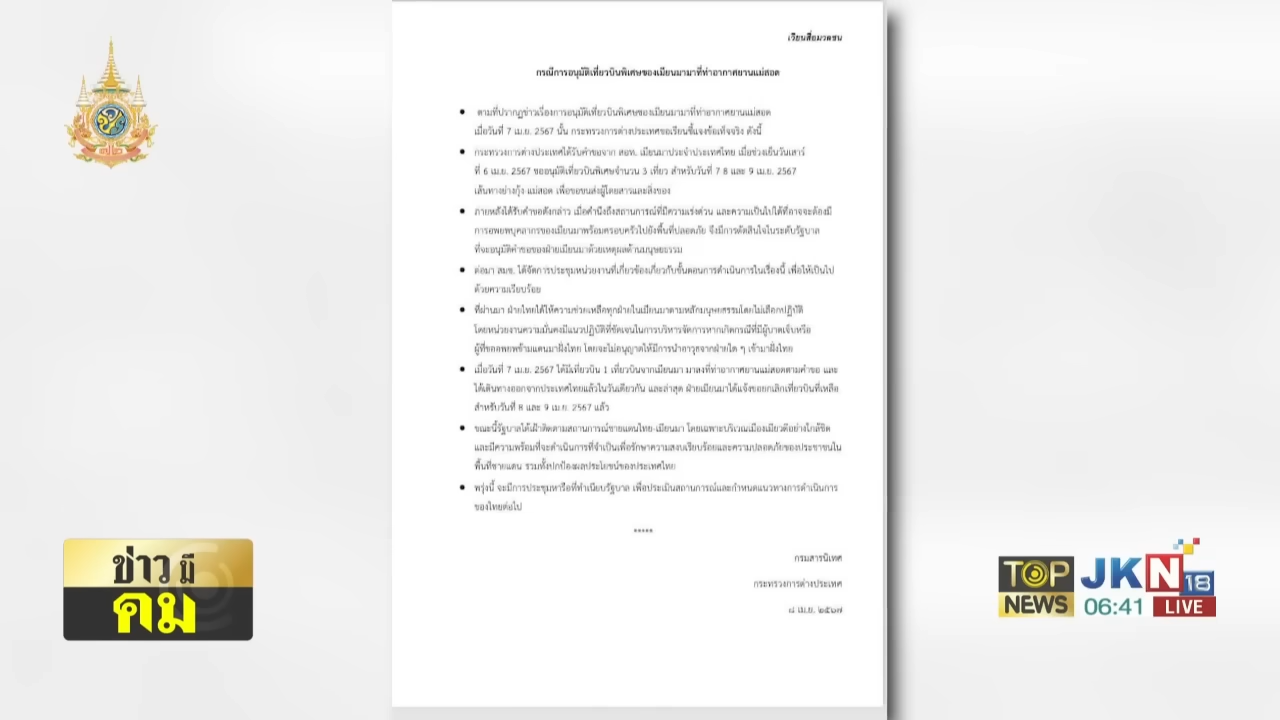 เวียนสื่อมวลชน
กรณีการอนุมัติเที่ยวบินพิเศษของเมียนมามาที่ท่าอากาศยานแม่สอด
• ตามที่ปรากฏข่าวเรื่องการอนุมัติเที่ยวบินพิเศษของเมียนมามาที่ท่าอากาศยานแม่สอด
เมื่อวันที่ 7 เม.ย. 2567 นั้น กระทรวงการต่างประเทศขอเรียนชี้แจงข้อเท็จจริง ดังนี้
• กระทรวงการต่างประเทศได้รับคำขอจาก สอท. เมียนมาประจำประเทศไทย เมื่อช่วงเย็นวันเสาร์
ที่ 6 เม.ย. 2567 ขออนุมัติเที่ยวบินพิเศษจำนวน 3 เที่ยว สำหรับวันที่ 7 8 และ 9 เม.ย. 2567
เส้นทางย่างกุ้ง-แม่สอด เพื่อขอขนส่งผู้โดยสารและสิ่งของ
• ภายหลังได้รับคำขอดังกล่าว เมื่อคำนึงถึงสถานการณ์ที่มีความเร่งด่วน และความเป็นไปได้ที่อาจจะต้องมี
การอพยพบุคลากรของเมียนมาพร้อมครอบครัวไปยังพื้นที่ปลอดภัย จึงมีการตัดสินใจในระดับรัฐบาล
ที่จะอนุมัติคำขอของฝ่ายเมียนมาด้วยเหตุผลด้านมนุษยธรรม
• ต่อมา สมช. ได้จัดการประชุมหน่วยงานที่เกี่ยวข้องเกี่ยวกับขั้นตอนการดำเนินการในเรื่องนี้ เพื่อให้เป็นไป
ด้วยความเรียบร้อย
• ที่ผ่านมา ฝ่ายไทยได้ให้ความช่วยเหลือทุกฝ่ายในเมียนมาตามหลักมนุษยธรรมโดยไม่เลือกปฏิบัติ
โดยหน่วยงานความมั่นคงมีแนวปฏิบัติที่ชัดเจนในการบริหารจัดการหากเกิดกรณีที่มีผู้บาดเจ็บหรือ
ผู้ที่ขออพยพข้ามแดนมาฝั่งไทย โดยจะไม่อนุญาตให้มีการนำอาวุธจากฝ่ายใด ๆ เข้ามาฝั่งไทย
• เมื่อวันที่ 7 เม.ย. 2567 ได้มีเที่ยวบิน 1 เที่ยวบินจากเมียนมา มาลงที่ท่าอากาศยานแม่สอดตามคำขอ และ
ได้เดินทางออกจากประเทศไทยแล้วในวันเดียวกัน และล่าสุด ฝ่ายเมียนมาได้แจ้งขอยกเลิกเที่ยวบินที่เหลือ
สำหรับวันที่ 8 และ 9 เม.ย. 2567 แล้ว
• ขณะนี้รัฐบาลได้เฝ้าติดตามสถานการณ์ชายแดนไทย-เมียนมา โดยเฉพาะบริเวณเมืองเมียวดีอย่างใกล้ชิด
และมีความพร้อมที่จะดำเนินการที่จำเป็นเพื่อรักษาความสงบเรียบร้อยและความปลอดภัยของประชาชนใน
พื้นที่ชายแดน รวมทั้งปกป้องผลประโยชน์ของประเทศไทย
• พรุ่งนี้ จะมีการประชุมหารือที่ทำเนียบรัฐบาล เพื่อประเมินสถานการณ์และกำหนดแนวทางการดำเนินการ
ของไทยต่อไป
*****
กรมสารนิเทศ
กระทรวงการต่างประเทศ
๘ เม.ย. ๒๕๖๗
ข่าวมี
คม
TOP
NEWS
JKN18
06:41
LIVE